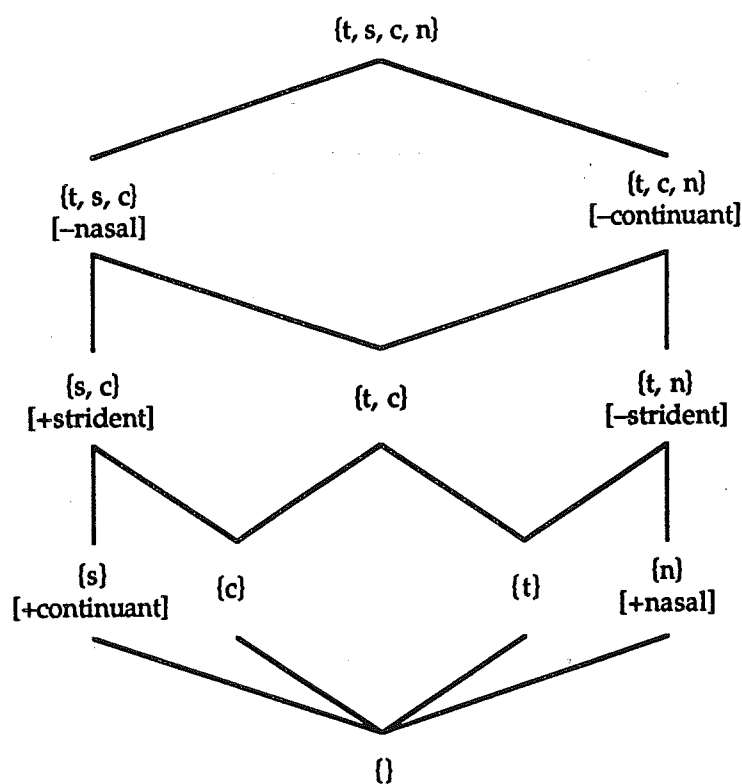 {t, s, c, n}
{t, s, c}
[–nasal]
{t, c, n}
[–continuant]
{s, c}
[+strident]
{t, c}
{t, n}
[–strident]
{s}
[+continuant]
{c}
{t}
{n}
[+nasal]
{}